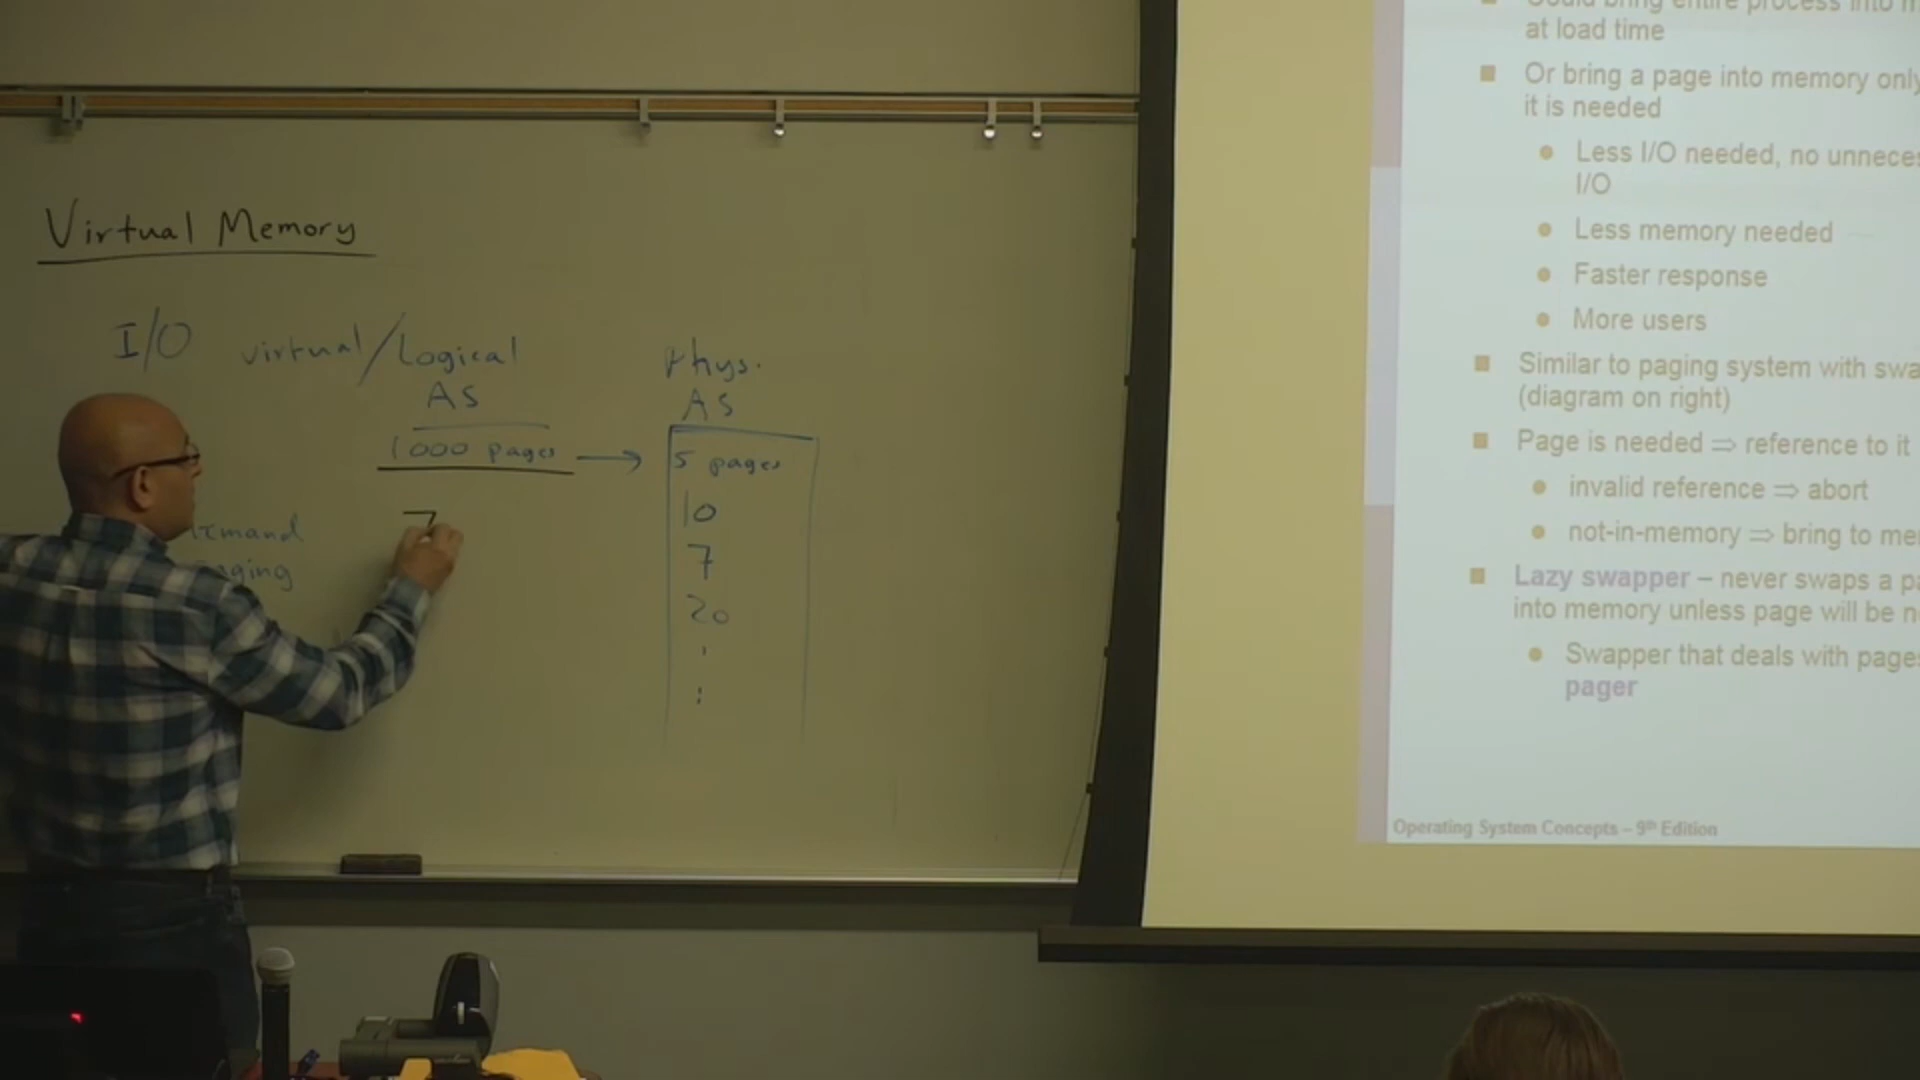 Virtual Memory
I/O
virtual/Logical
AS
1000 pages
Phys.
AS
5 pages
10
7
20
7
at load time
Or bring a page into memory only
it is needed
Less I/O needed, no unneces
I/O
Less memory needed
Faster response
More users
Similar to paging system with swa
(diagram on right)
Page is needed ⇒ reference to it
invalid reference ⇒ abort
not-in-memory ⇒ bring to me
Lazy swapper – never swaps a pa
into memory unless page will be n
Swapper that deals with pages
pager
Operating System Concepts – 9th Edition